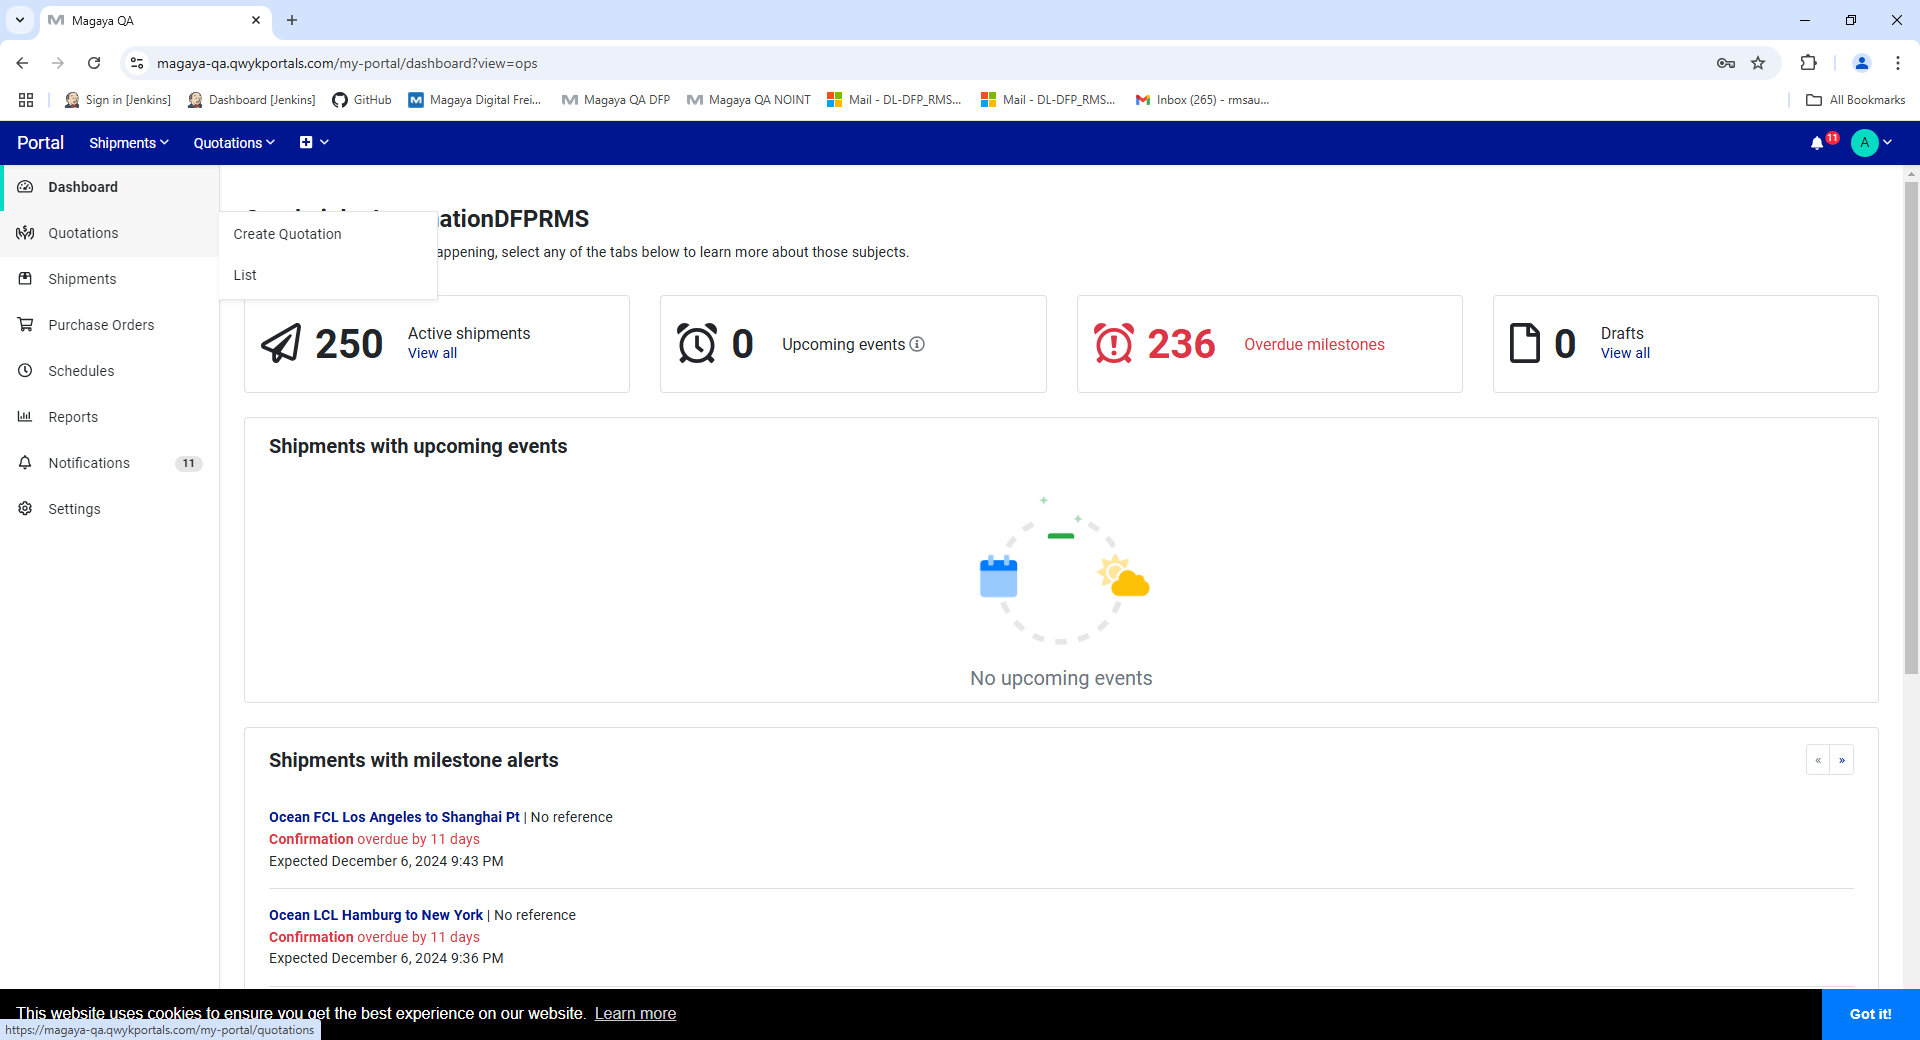 Magaya QA
magaya-qa.qwykportals.com/my-portal/dashboard?view=ops
Sign in [Jenkins]
Dashboard [Jenkins]
GitHub
Magaya Digital Frei...
Magaya QA DFP
Magaya QA NOINT
Mail - DL-DFP_RMS...
Mail - DL-DFP_RMS...
Inbox (265) - rmsau...
All Bookmarks
Portal
Shipments
Quotations
11
A
Dashboard
Quotations
Shipments
Purchase Orders
Schedules
Reports
Notifications 11
Settings
Create Quotation
List
ationDFPRMS
appening, select any of the tabs below to learn more about those subjects.
250 Active shipments
View all
0 Upcoming events
236 Overdue milestones
0 Drafts
View all
Shipments with upcoming events
No upcoming events
Shipments with milestone alerts
« »
Ocean FCL Los Angeles to Shanghai Pt | No reference
Confirmation overdue by 11 days
Expected December 6, 2024 9:43 PM
Ocean LCL Hamburg to New York | No reference
Confirmation overdue by 11 days
Expected December 6, 2024 9:36 PM
This website uses cookies to ensure you get the best experience on our website. Learn more
Got it!
https://magaya-qa.qwykportals.com/my-portal/quotations